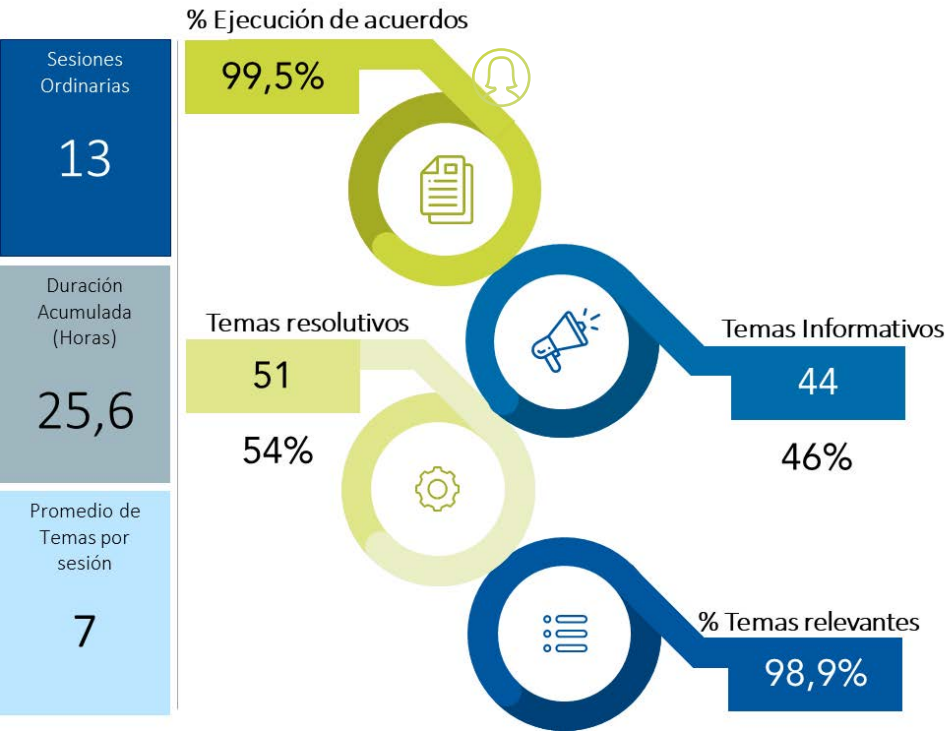 % Ejecución de acuerdos
99,5%
Sesiones
Ordinarias
13
Duración
Acumulada
(Horas)
25,6
Promedio de
Temas por
sesión
7
Temas resolutivos
51
54%
Temas Informativos
44
46%
% Temas relevantes
98,9%